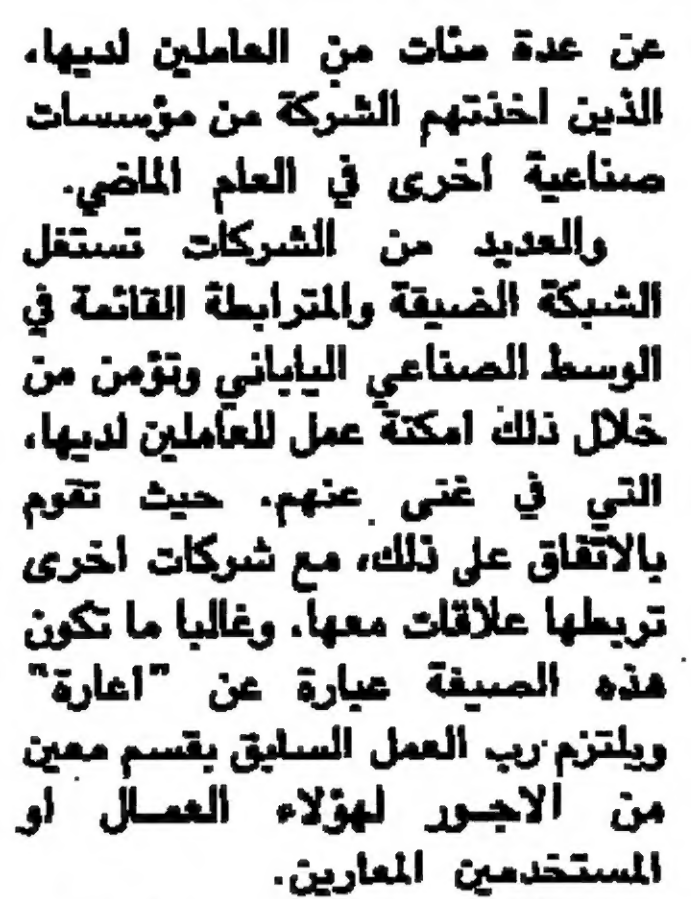 عن عدة مئات من العاملين لديها،
الذين اخذتهم الشركة من مؤسسات
صناعية اخرى في العام الماضي.
والعديد من الشركات تستغل
الشبكة الضيقة والمترابطة القائمة في
الوسط الصناعي الياباني وتؤمن من
خلال ذلك امكنة عمل للعاملين لديها،
التي في غنى عنهم. حيث تقوم
بالاتفاق على ذلك، مع شركات اخرى
تربطها علاقات معها. وغالبا ما تكون
هذه الصيغة عبارة عن "اعارة"
ويلتزم رب العمل السابق بقسم معين
من الاجور لهؤلاء العمال او
المستخدمين المعارين.